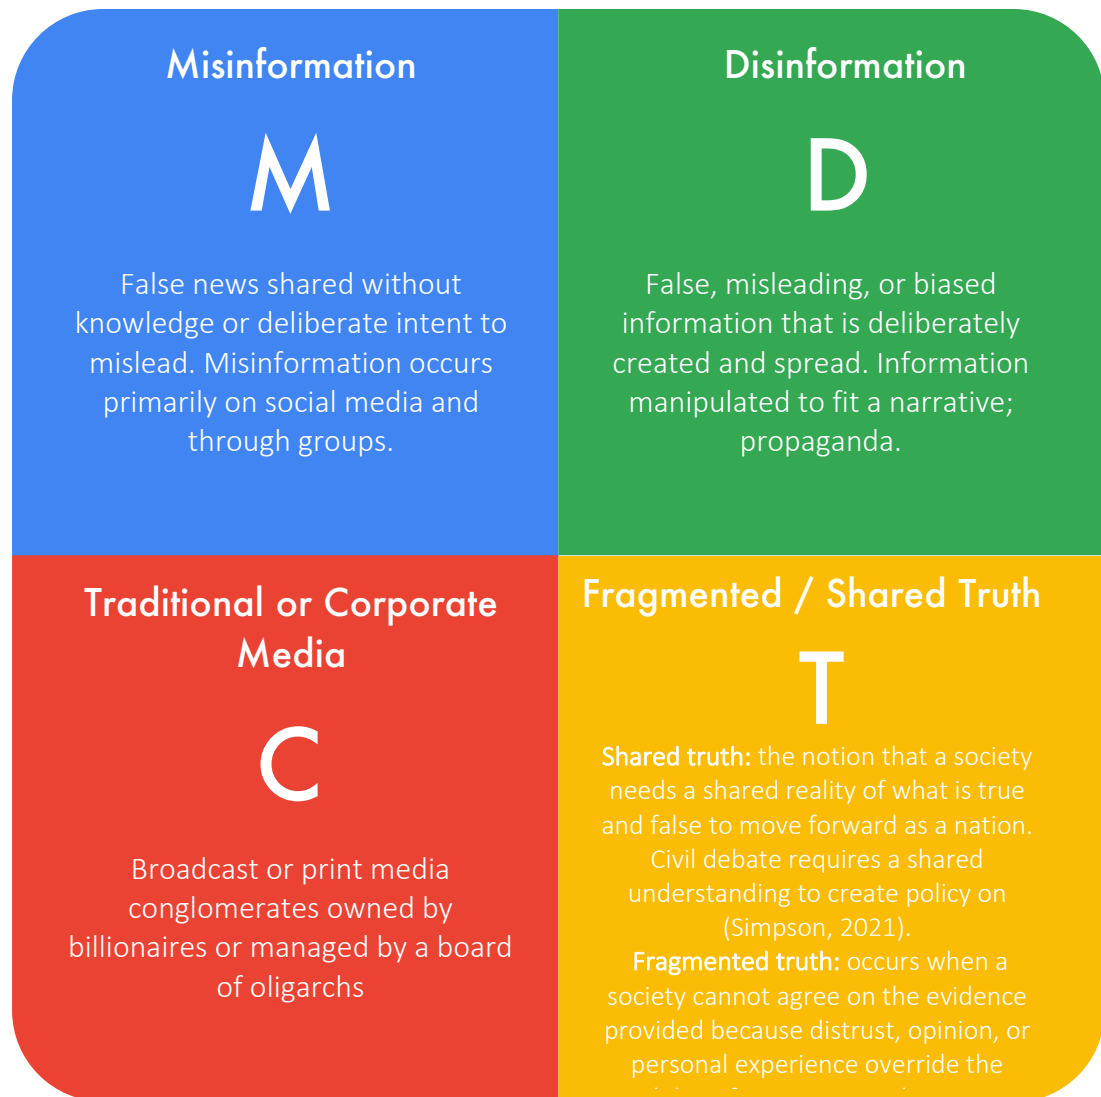 Misinformation
M
False news shared without
knowledge or deliberate intent to
mislead. Misinformation occurs
primarily on social media and
through groups.
Disinformation
D
False, misleading, or biased
information that is deliberately
created and spread. Information
manipulated to fit a narrative;
propaganda.
Traditional or Corporate
Media
C
Broadcast or print media
conglomerates owned by
billionaires or managed by a board
of oligarchs
Fragmented / Shared Truth
T
Shared truth: the notion that a society
needs a shared reality of what is true
and false to move forward as a nation.
Civil debate requires a shared
understanding to create policy on
(Simpson, 2021).
Fragmented truth: occurs when a
society cannot agree on the evidence
provided because distrust, opinion, or
personal experience override the